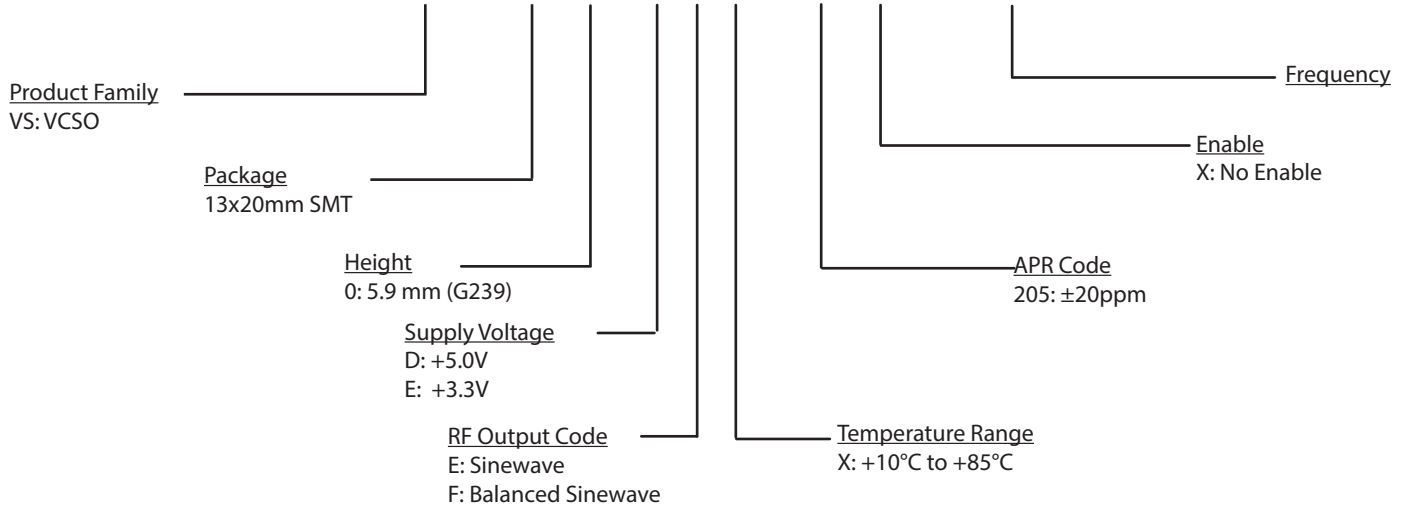 Product Family
VS: VCSO
Package
13x20mm SMT
Height
0: 5.9 mm (G239)
Supply Voltage
D: +5.0V
E: +3.3V
RF Output Code
E: Sinewave
F: Balanced Sinewave
Frequency
Enable
X: No Enable
APR Code
205: ±20ppm
Temperature Range
X: +10°C to +85°C